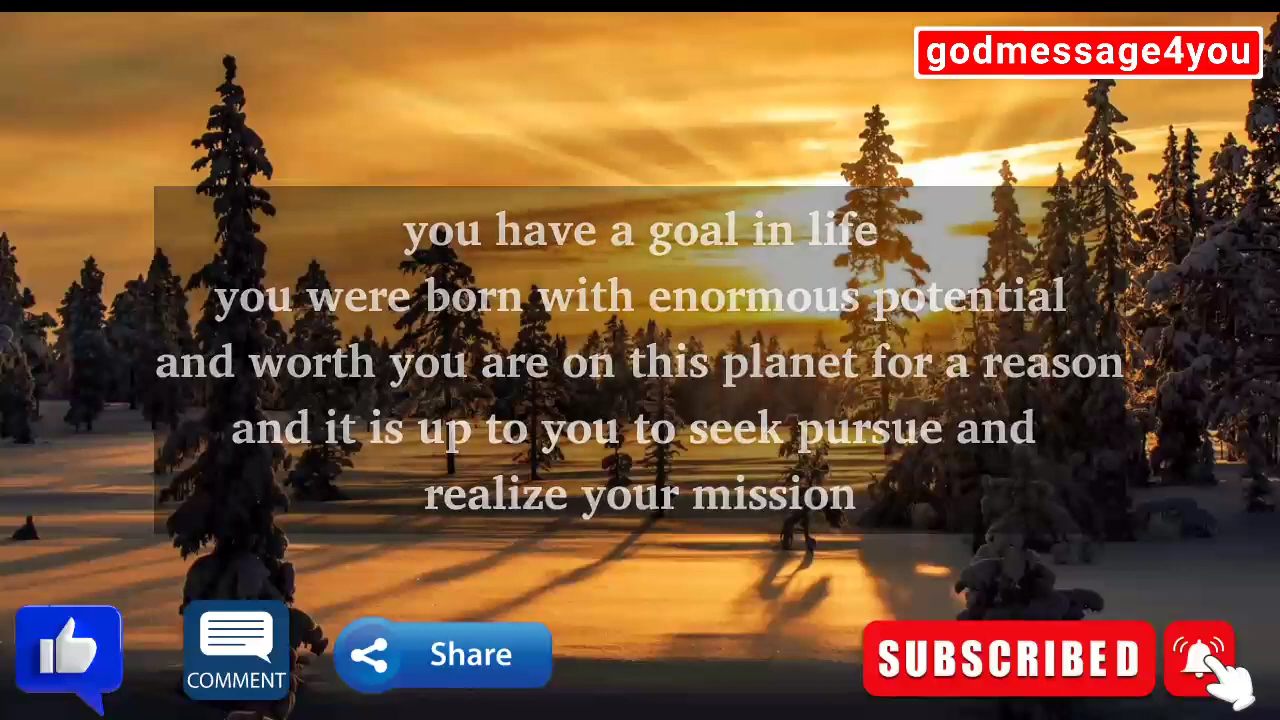 godmessage4you
you have a goal in life
you were born with enormous potential
and worth you are on this planet for a reason
and it is up to you to seek pursue and
realize your mission
COMMENT
Share
SUBSCRIBED